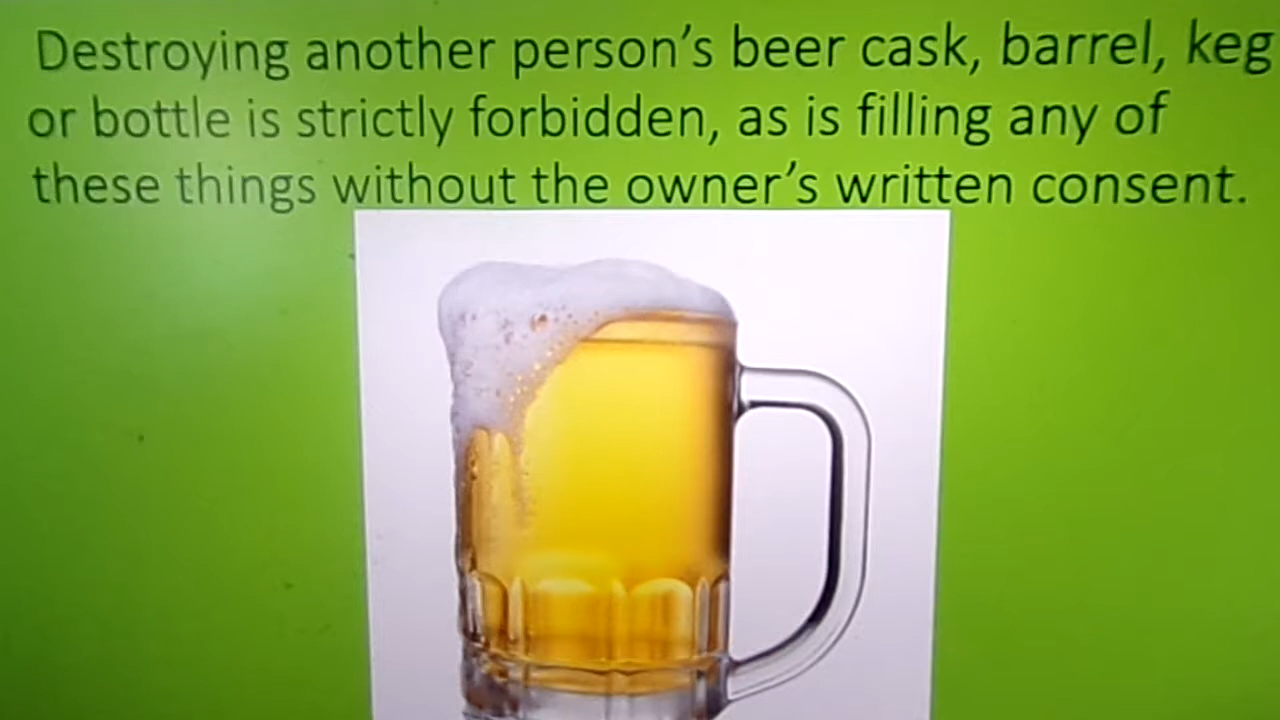 Destroying another person’s beer cask, barrel, keg
or bottle is strictly forbidden, as is filling any of
these things without the owner’s written consent.